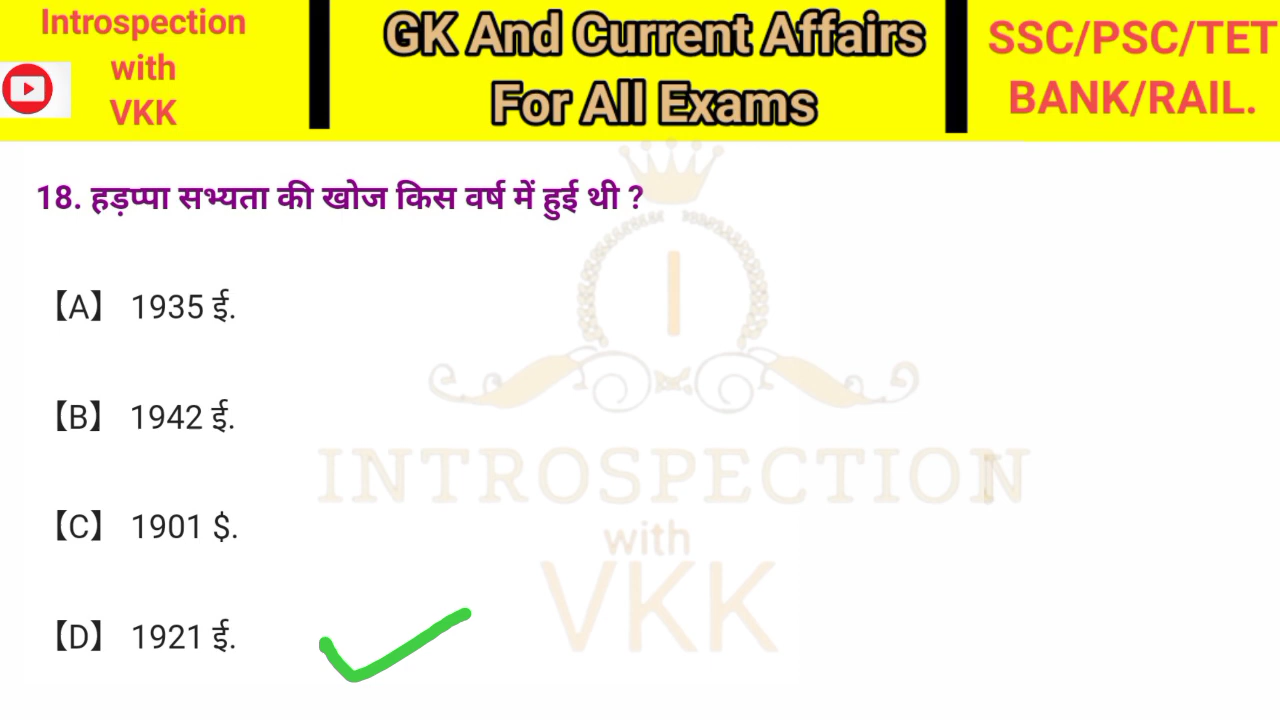 Introspection
with
VKK
GK And Current Affairs
For All Exams
SSC/PSC/TET
BANK/RAIL.
18. हड़प्पा सभ्यता की खोज किस वर्ष में हुई थी ?
【A】 1935 ई.
【B】 1942 ई.
【C】 1901 $.
【D】 1921 ई.
I
INTROSPECTION
with
VKK